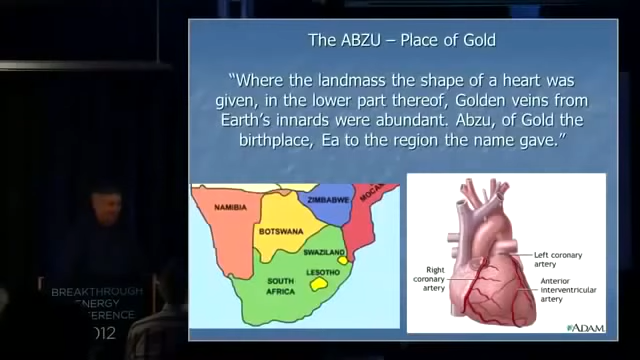 The ABZU – Place of Gold
“Where the landmass the shape of a heart was
given, in the lower part thereof, Golden veins from
Earth’s innards were abundant. Abzu, of Gold the
birthplace, Ea to the region the name gave.”
NAMIBIA
ZIMBABWE
BOTSWANA
SWAZILAND
LESOTHO
SOUTH
AFRICA
Left coronary
artery
Right
coronary
artery
Anterior
interventricular
artery
ADAM.
BREAKTHROUGH
ENERGY
2012